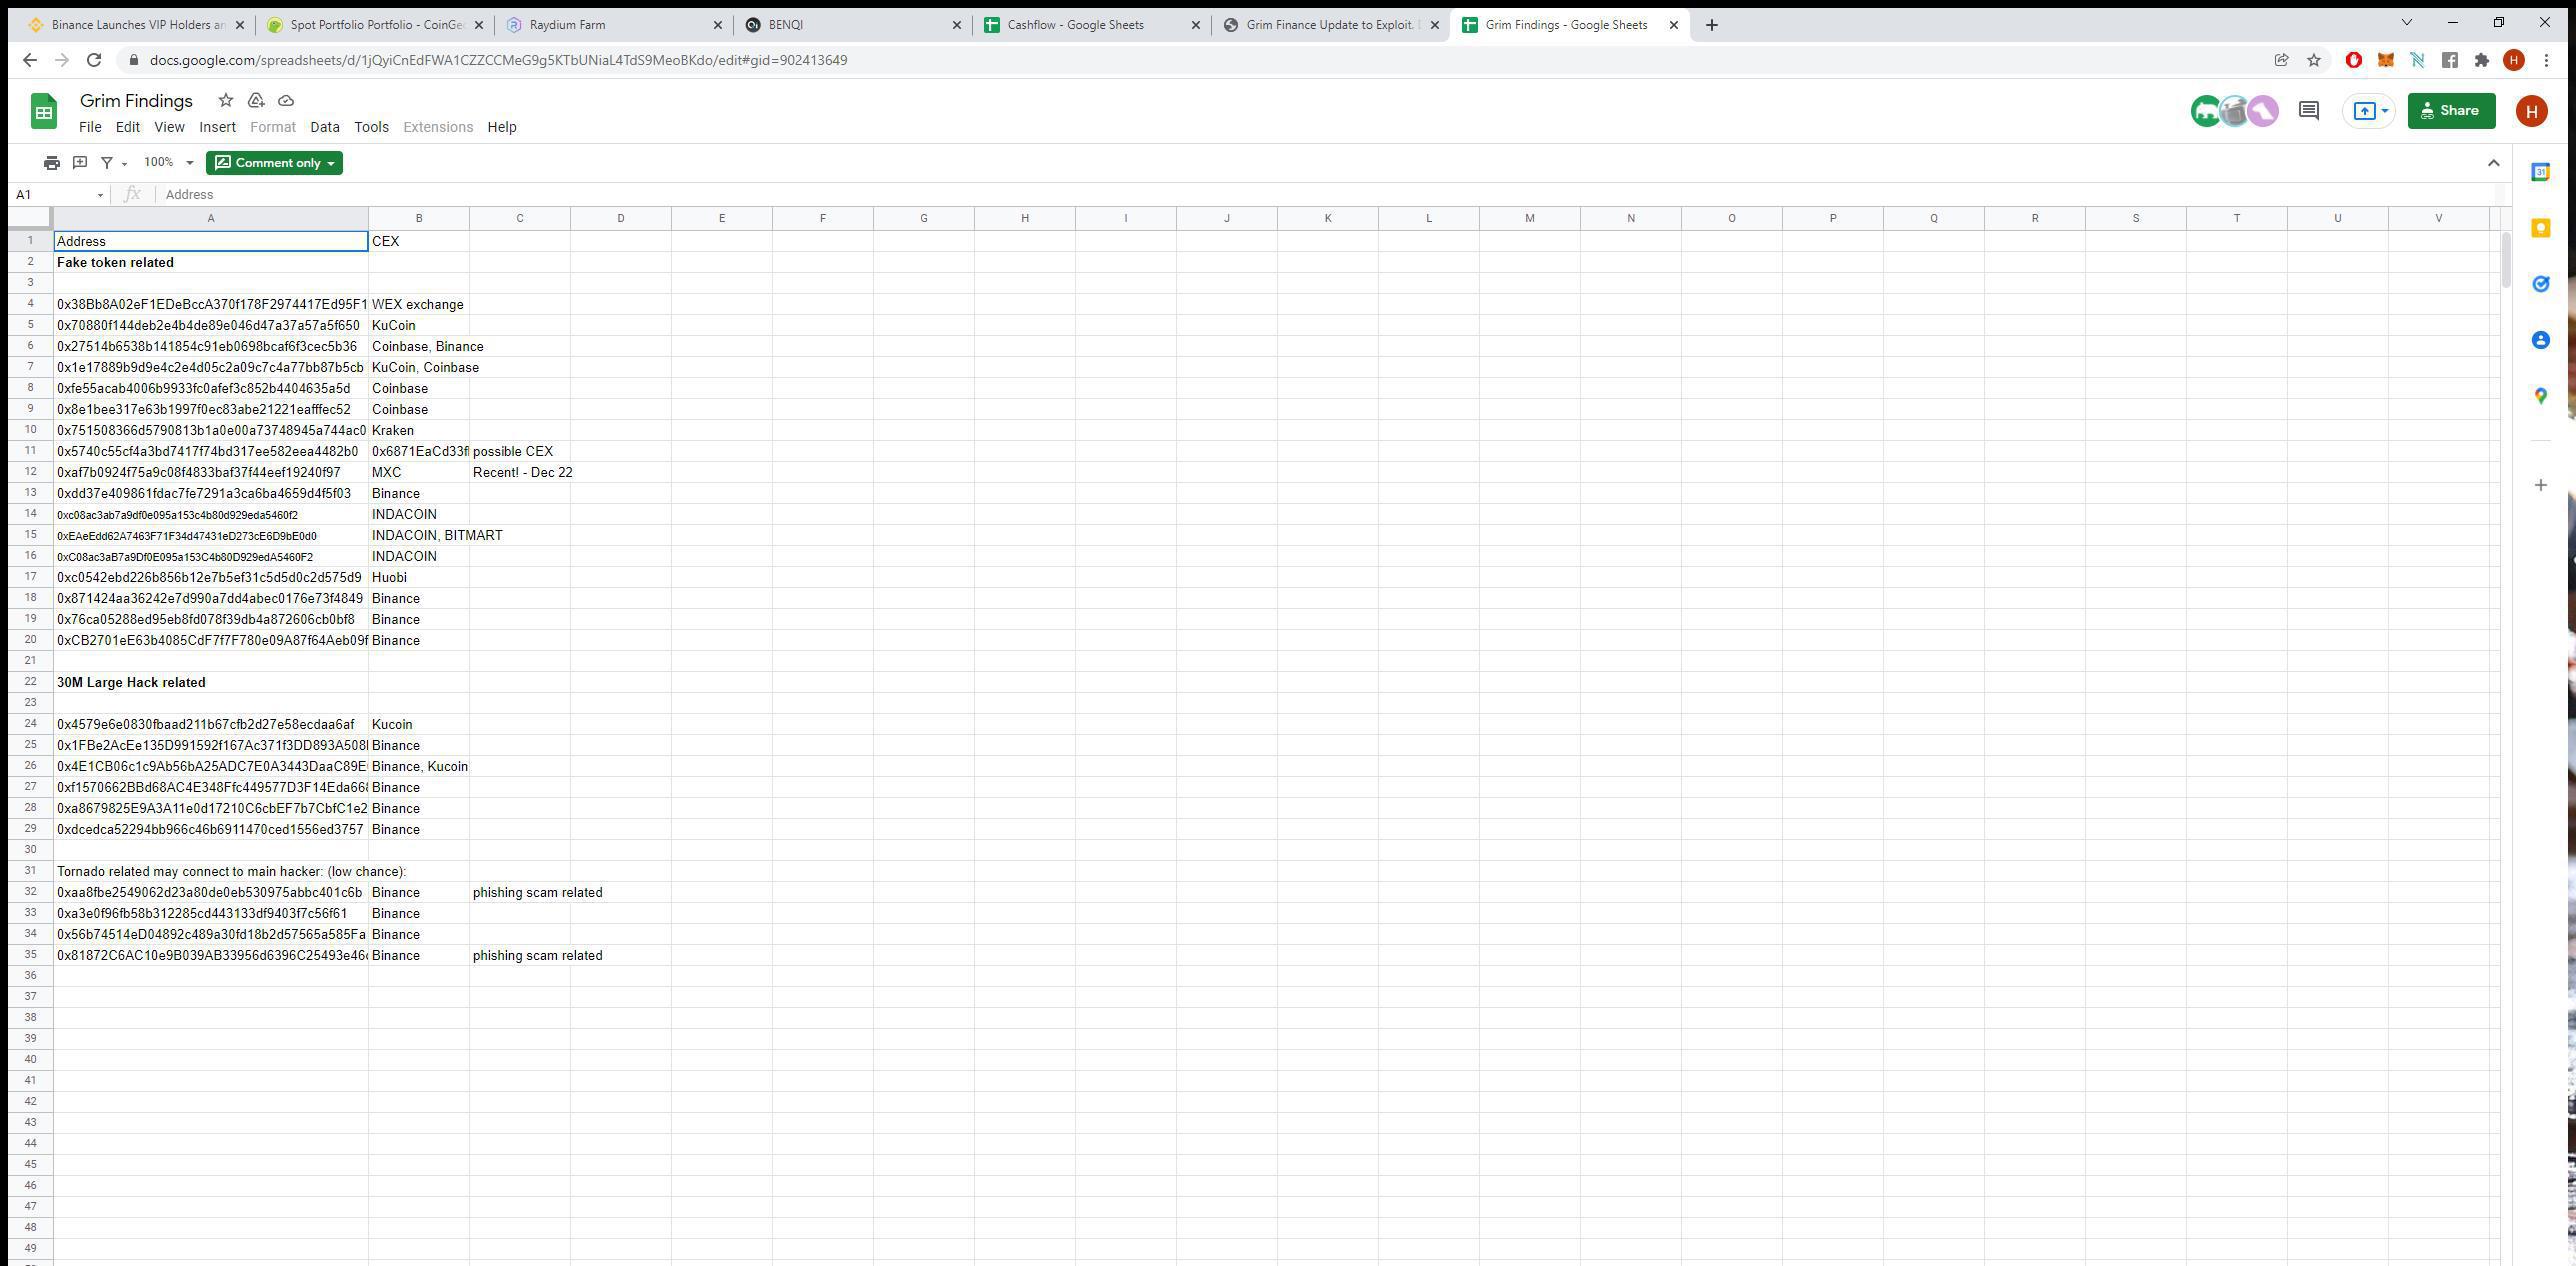 Binance Launches VIP Holders an
Spot Portfolio Portfolio - CoinGec
Raydium Farm
BENQI
Cashflow - Google Sheets
Grim Finance Update to Exploit.
Grim Findings - Google Sheets
docs.google.com/spreadsheets/d/1jQyiCnEdFWA1CZZCCMeG9g5KTbUNiaL4TdS9MeoBKdo/edit#gid=902413649
H
Grim Findings
File Edit View Insert Format Data Tools Extensions Help
Share
H
100%
Comment only
31
A1 fx Address
A B C D E F G H I J K L M N O P Q R S T U V
1 Address CEX
2 Fake token related
3
4 0x38Bb8A02eF1EDeBccA370f178F2974417Ed95F1 WEX exchange
5 0x70880f144deb2e4b4de89e046d47a37a57a5f650 KuCoin
6 0x27514b6538b141854c91eb0698bcaf6f3cec5b36 Coinbase, Binance
7 0x1e17889b9d9e4c2e4d05c2a09c7c4a77bb87b5cb KuCoin, Coinbase
8 0xfe55acab4006b9933fc0afef3c852b4404635a5d Coinbase
9 0x8e1bee317e63b1997f0ec83abe21221eafffec52 Coinbase
10 0x751508366d5790813b1a0e00a73748945a744ac0 Kraken
11 0x5740c55cf4a3bd7417f74bd317ee582eea4482b0 0x6871EaCd33f possible CEX
12 0xaf7b0924f75a9c08f4833baf37f44eef19240f97 MXC Recent! - Dec 22
13 0xdd37e409861fdac7fe7291a3ca6ba4659d4f5f03 Binance
14 0xc08ac3ab7a9df0e095a153c4b80d929eda5460f2 INDACOIN
15 0xEAeEdd62A7463F71F34d47431eD273cE6D9bE0d0 INDACOIN, BITMART
16 0xC08ac3aB7a9Df0E095a153C4b80D929edA5460F2 INDACOIN
17 0xc0542ebd226b856b12e7b5ef31c5d5d0c2d575d9 Huobi
18 0x871424aa36242e7d990a7dd4abec0176e73f4849 Binance
19 0x76ca05288ed95eb8fd078f39db4a872606cb0bf8 Binance
20 0xCB2701eE63b4085CdF7f7F780e09A87f64Aeb09f Binance
21
22 30M Large Hack related
23
24 0x4579e6e0830fbaad211b67cfb2d27e58ecdaa6af Kucoin
25 0x1FBe2AcEe135D991592f167Ac371f3DD893A508 Binance
26 0x4E1CB06c1c9Ab56bA25ADC7E0A3443DaaC89E Binance, Kucoin
27 0xf1570662BBd68AC4E348Ffc449577D3F14Eda66 Binance
28 0xa8679825E9A3A11e0d17210C6cbEF7b7CbfC1e2 Binance
29 0xdcedca52294bb966c46b6911470ced1556ed3757 Binance
30
31 Tornado related may connect to main hacker: (low chance):
32 0xaa8fbe2549062d23a80de0eb530975abbc401c6b Binance phishing scam related
33 0xa3e0f96fb58b312285cd443133df9403f7c56f61 Binance
34 0x56b74514eD04892c489a30fd18b2d57565a585Fa Binance
35 0x81872C6AC10e9B039AB33956d6396C25493e46 Binance phishing scam related
36
37
38
39
40
41
42
43
44
45
46
47
48
49